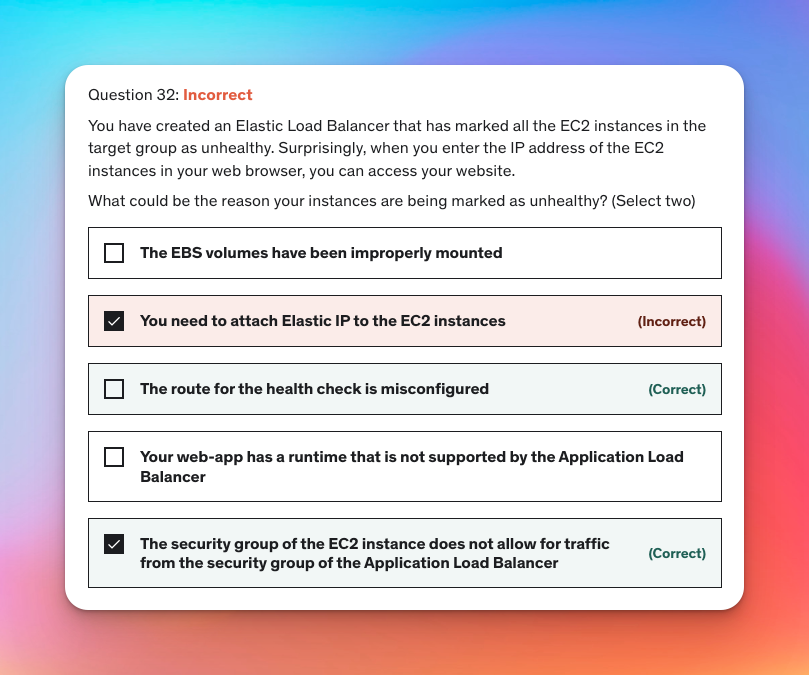 Question 32: Incorrect
You have created an Elastic Load Balancer that has marked all the EC2 instances in the
target group as unhealthy. Surprisingly, when you enter the IP address of the EC2
instances in your web browser, you can access your website.
What could be the reason your instances are being marked as unhealthy? (Select two)
The EBS volumes have been improperly mounted
You need to attach Elastic IP to the EC2 instances (Incorrect)
The route for the health check is misconfigured (Correct)
Your web-app has a runtime that is not supported by the Application Load
Balancer
The security group of the EC2 instance does not allow for traffic
from the security group of the Application Load Balancer
(Correct)